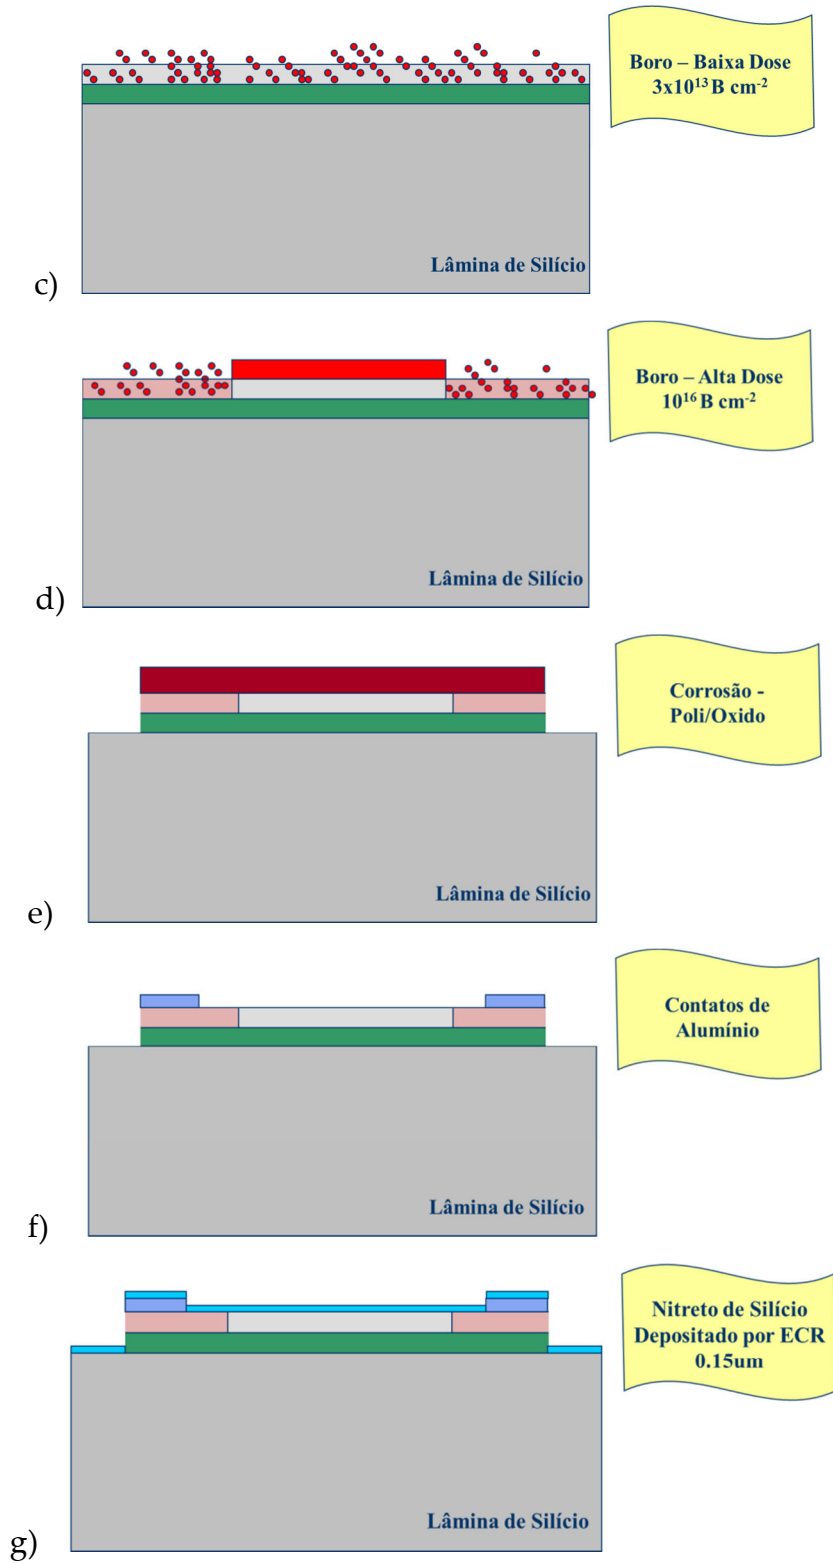 Boro – Baixa Dose
3x10¹³ B cm⁻²
Lâmina de Silício
c)
Boro – Alta Dose
10¹⁶ B cm⁻²
Lâmina de Silício
d)
Corrosão -
Poli/Oxido
Lâmina de Silício
e)
Contatos de
Alumínio
Lâmina de Silício
f)
Nitreto de Silício
Depositado por ECR
0.15um
Lâmina de Silício
g)